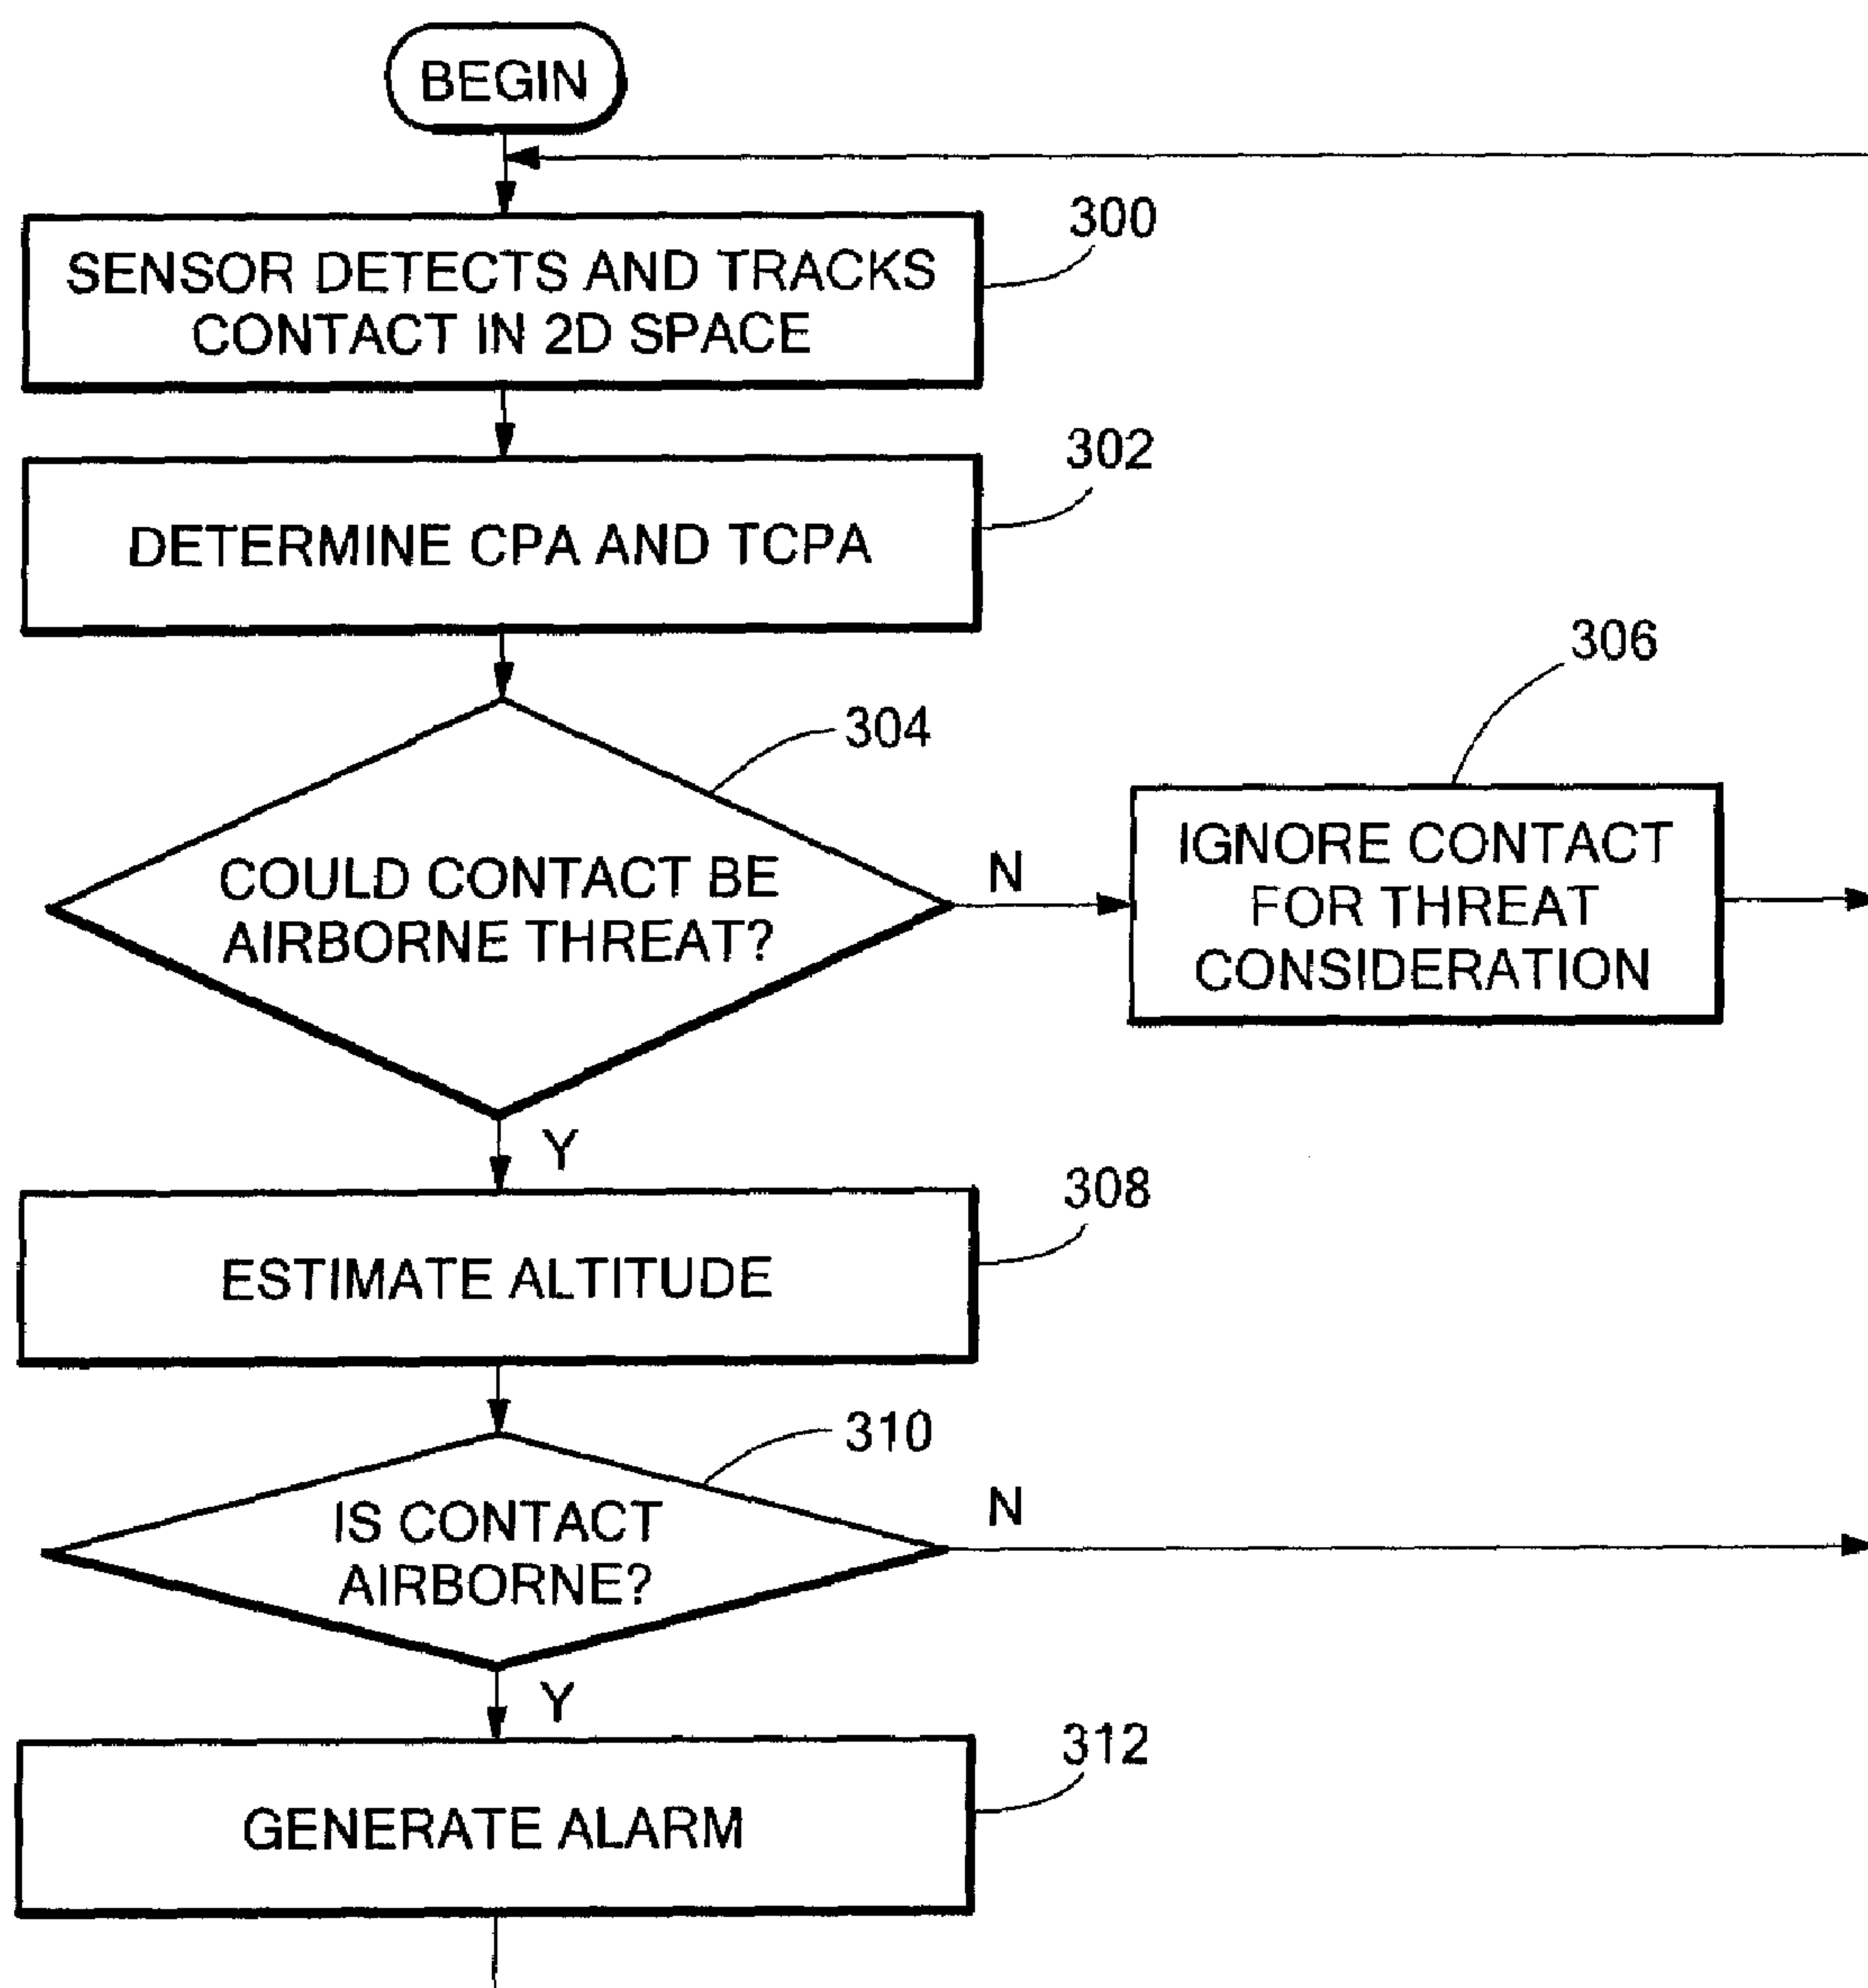 BEGIN
300
SENSOR DETECTS AND TRACKS
CONTACT IN 2D SPACE
302
DETERMINE CPA AND TCPA
304
306
COULD CONTACT BE
AIRBORNE THREAT?
N
IGNORE CONTACT
FOR THREAT
CONSIDERATION
Y
308
ESTIMATE ALTITUDE
310
IS CONTACT
AIRBORNE?
N
Y
312
GENERATE ALARM